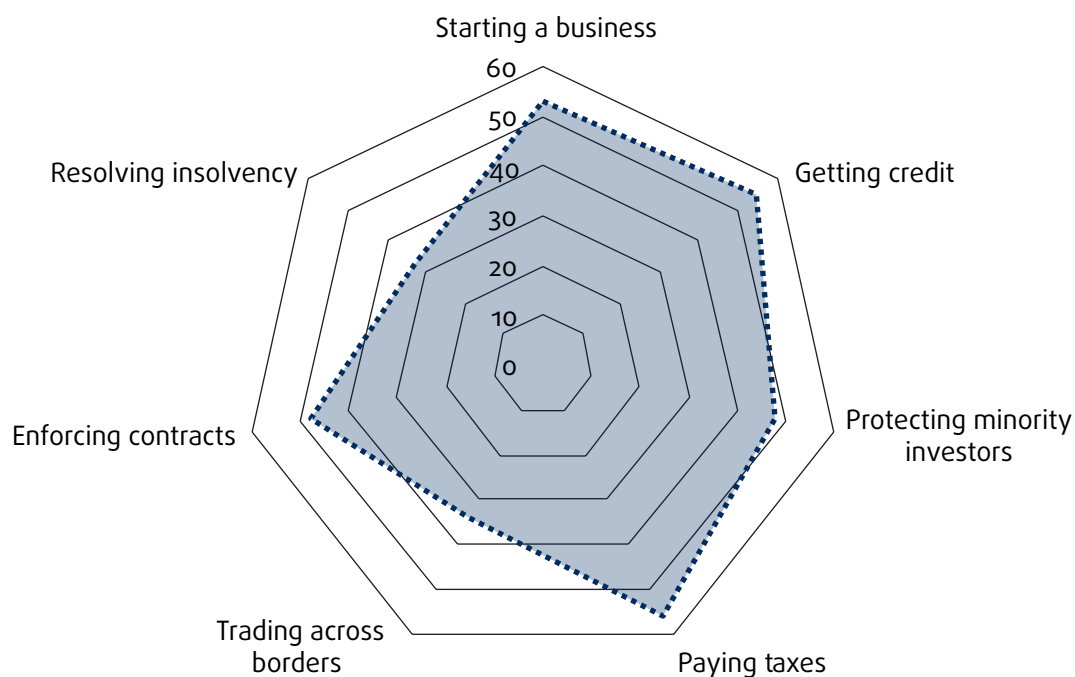 Starting a business
60
50
40
30
20
10
0
Resolving insolvency
Getting credit
Enforcing contracts
Protecting minority
investors
Trading across
borders
Paying taxes